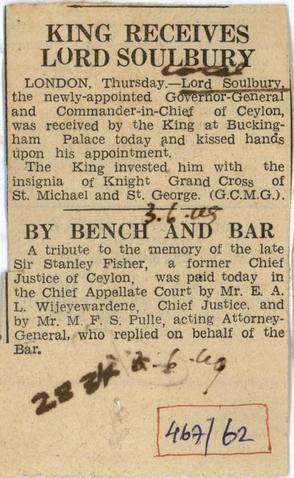 KING RECEIVES
LORD SOULBURY
LONDON, Thursday.—Lord Soulbury,
the newly-appointed Governor-General
and Commander-in-Chief of Ceylon,
was received by the King at Bucking-
ham Palace today and kissed hands
upon his appointment.
The King invested him with the
insignia of Knight Grand Cross of
St. Michael and St. George. (G.C.M.G.).
3.6.49
BY BENCH AND BAR
A tribute to the memory of the late
Sir Stanley Fisher, a former Chief
Justice of Ceylon, was paid today in
the Chief Appellate Court by Mr. E. A.
L. Wijeyewardene, Chief Justice, and
by Mr. M. F. S. Pulle, acting Attorney-
General, who replied on behalf of the
Bar.
467/62